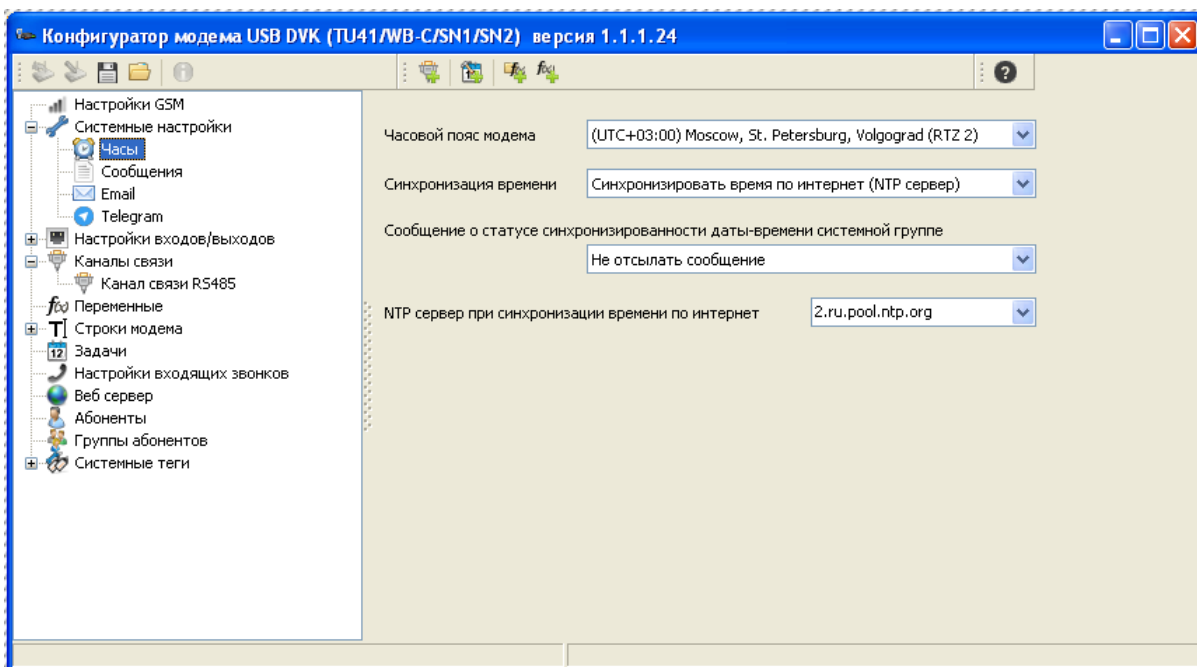 Конфигуратор модема USB DVK (TU41/WB-C/SN1/SN2) версия 1.1.1.24
Настройки GSM
Системные настройки
Часы
Сообщения
Email
Telegram
Настройки входов/выходов
Каналы связи
Канал связи RS485
f(x) Переменные
T Строки модема
12 Задачи
Настройки входящих звонков
Веб сервер
Абоненты
Группы абонентов
Системные теги
Часовой пояс модема (UTC+03:00) Moscow, St. Petersburg, Volgograd (RTZ 2)
Синхронизация времени Синхронизировать время по интернет (NTP сервер)
Сообщение о статусе синхронизированности даты-времени системной группе
Не отсылать сообщение
NTP сервер при синхронизации времени по интернет 2.ru.pool.ntp.org